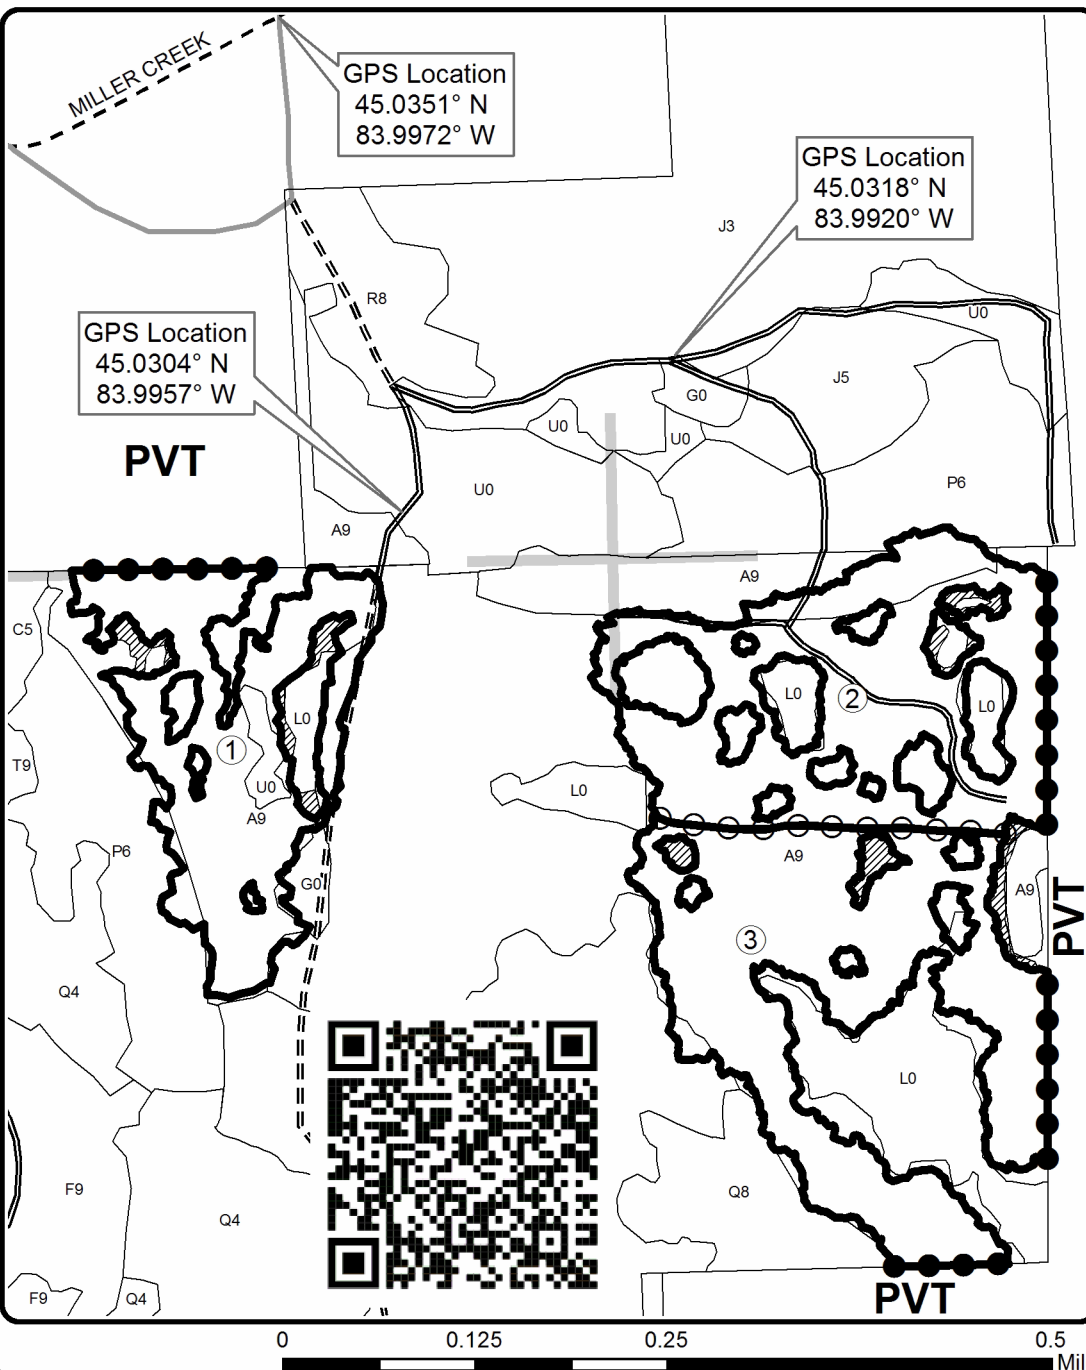 MILLER CREEK
GPS Location
45.0351° N
83.9972° W
GPS Location
45.0318° N
83.9920° W
J3
R8
U0
GPS Location
45.0304° N
83.9957° W
J5
G0
U0
U0
PVT
U0
P6
A9
A9
C5
L0
L0
L0
1
2
T9
U0
L0
A9
P6
A9
G0
A9
PVT
3
Q4
L0
F9
Q8
Q4
F9
Q4
PVT
0 0.125 0.25 0.5
Mil